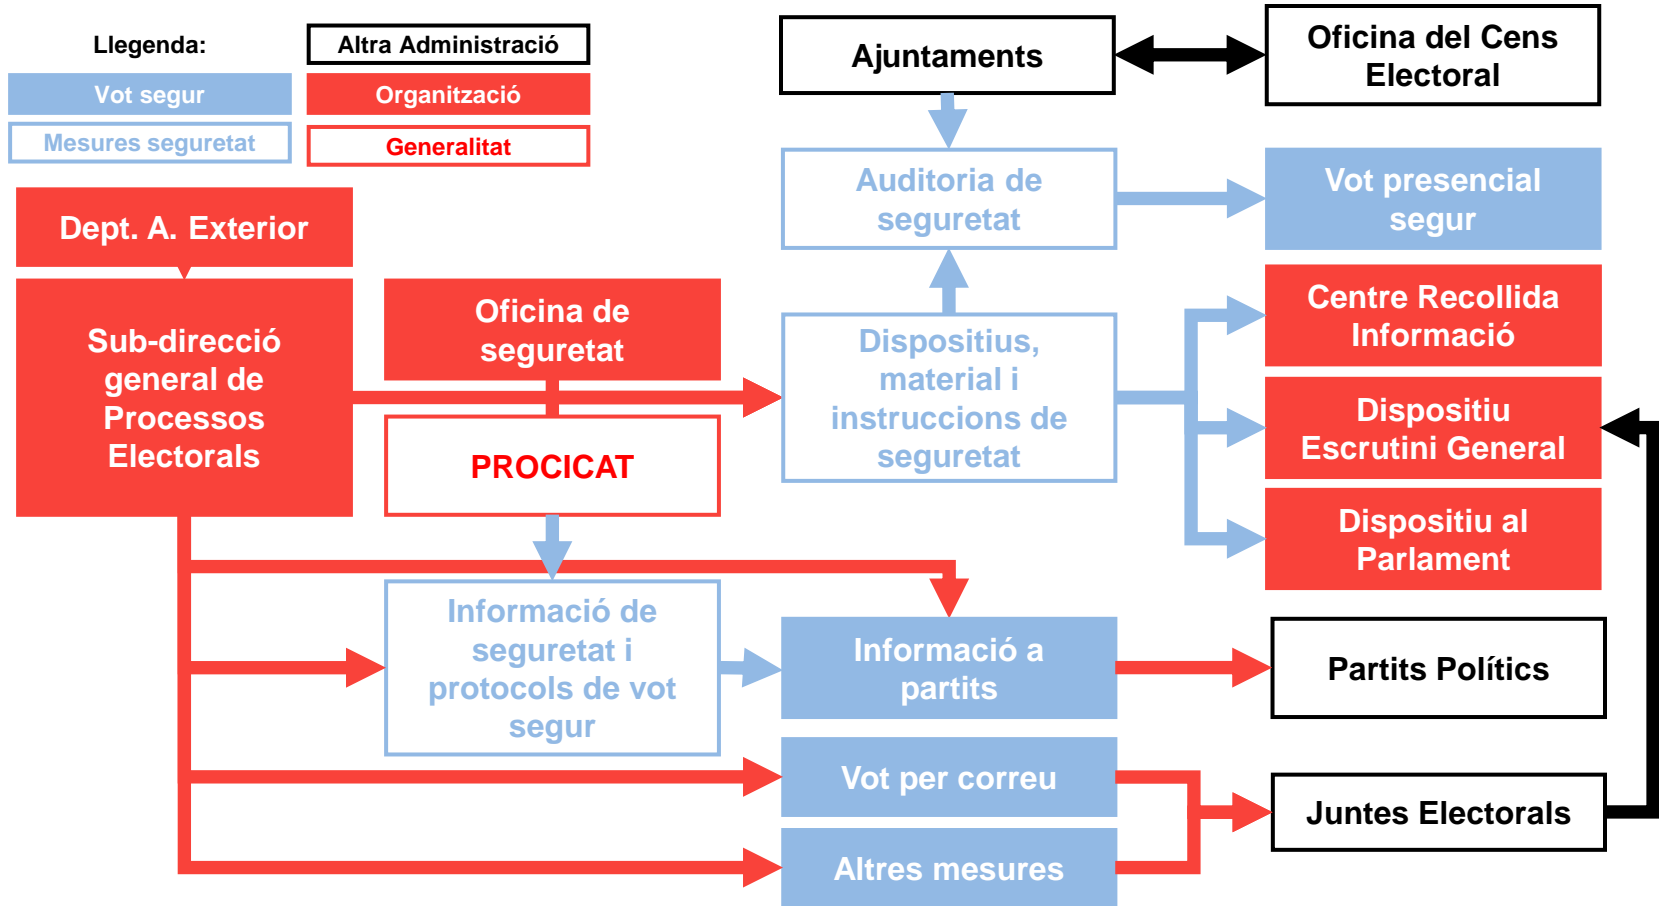 Llegenda:
Altra Administració
Vot segur
Organització
Mesures seguretat
Generalitat
Ajuntaments
Oficina del Cens
Electoral
Auditoria de
seguretat
Vot presencial
segur
Dept. A. Exterior
Sub-direcció
general de
Processos
Electorals
Oficina de
seguretat
PROCICAT
Dispositius,
material i
instruccions de
seguretat
Centre Recollida
Informació
Dispositiu
Escrutini General
Dispositiu al
Parlament
Informació de
seguretat i
protocols de vot
segur
Informació a
partits
Partits Polítics
Vot per correu
Juntes Electorals
Altres mesures